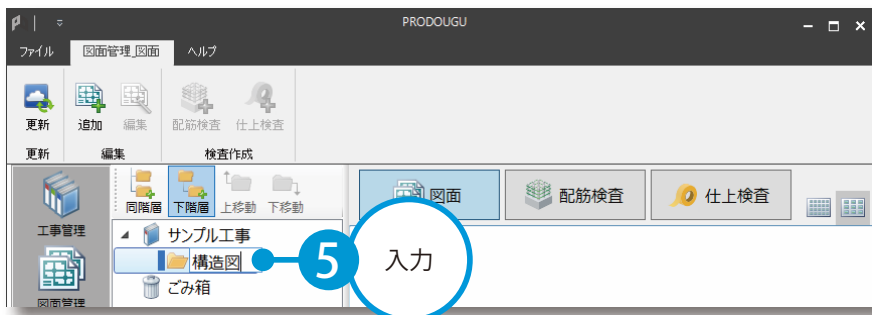 PRODOUGU
ファイル 図面管理_図面 ヘルプ
更新 追加 編集 配筋検査 仕上検査
更新 編集 検査作成
同階層 下階層 上移動 下移動
図面 配筋検査 仕上検査
工事管理
サンプル工事
構造図
5 入力
ごみ箱
図面管理